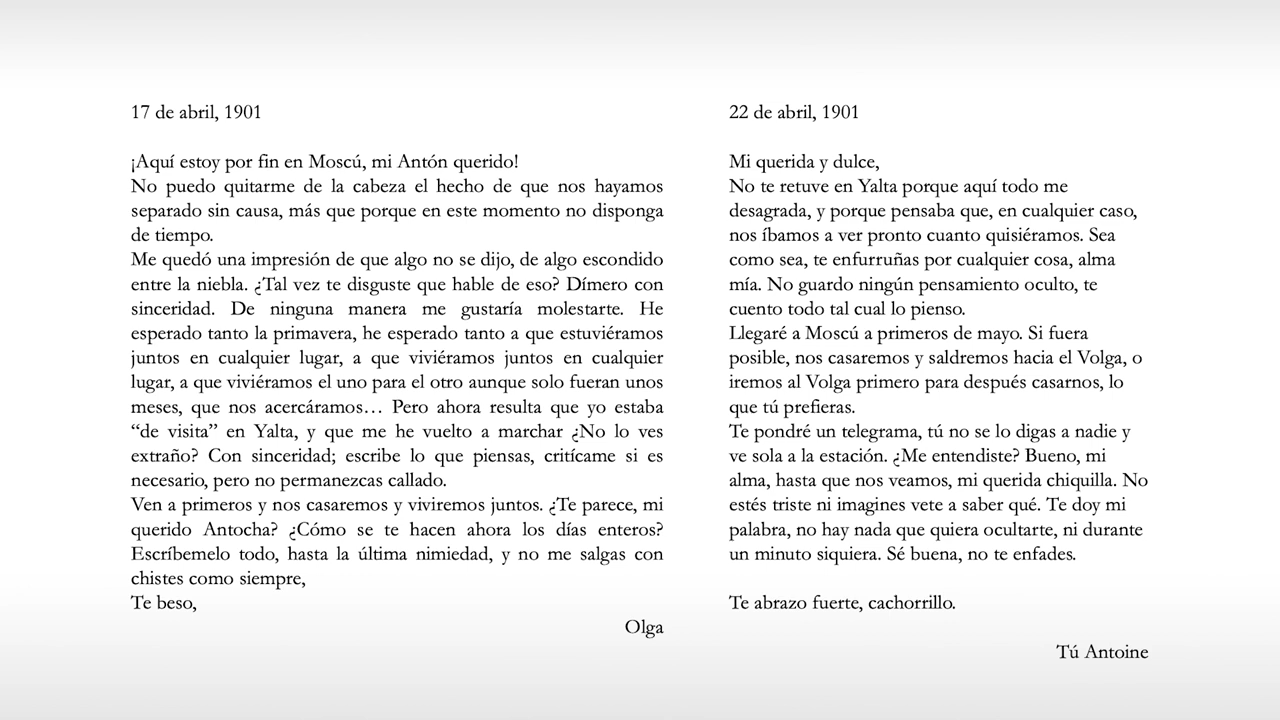 17 de abril, 1901
¡Aquí estoy por fin en Moscú, mi Antón querido!
No puedo quitarme de la cabeza el hecho de que nos hayamos
separado sin causa, más que porque en este momento no disponga
de tiempo.
Me quedó una impresión de que algo no se dijo, de algo escondido
entre la niebla. ¿Tal vez te disguste que hable de eso? Dímero con
sinceridad. De ninguna manera me gustaría molestarte. He
esperado tanto la primavera, he esperado tanto a que estuviéramos
juntos en cualquier lugar, a que viviéramos juntos en cualquier
lugar, a que viviéramos el uno para el otro aunque solo fueran unos
meses, que nos acercáramos… Pero ahora resulta que yo estaba
“de visita” en Yalta, y que me he vuelto a marchar ¿No lo ves
extraño? Con sinceridad; escribe lo que piensas, critícame si es
necesario, pero no permanezcas callado.
Ven a primeros y nos casaremos y viviremos juntos. ¿Te parece, mi
querido Antocha? ¿Cómo se te hacen ahora los días enteros?
Escríbemelo todo, hasta la última nimiedad, y no me salgas con
chistes como siempre,
Te beso,
Olga
22 de abril, 1901
Mi querida y dulce,
No te retuve en Yalta porque aquí todo me
desagrada, y porque pensaba que, en cualquier caso,
nos íbamos a ver pronto cuanto quisiéramos. Sea
como sea, te enfurruñas por cualquier cosa, alma
mía. No guardo ningún pensamiento oculto, te
cuento todo tal cual lo pienso.
Llegaré a Moscú a primeros de mayo. Si fuera
posible, nos casaremos y saldremos hacia el Volga, o
iremos al Volga primero para después casarnos, lo
que tú prefieras.
Te pondré un telegrama, tú no se lo digas a nadie y
ve sola a la estación. ¿Me entendiste? Bueno, mi
alma, hasta que nos veamos, mi querida chiquilla. No
estés triste ni imagines vete a saber qué. Te doy mi
palabra, no hay nada que quiera ocultarte, ni durante
un minuto siquiera. Sé buena, no te enfades.
Te abrazo fuerte, cachorrillo.
Tú Antoine